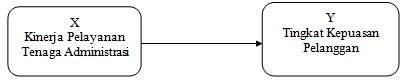 X
Kinerja Pelayanan
Tenaga Administrasi
Y
Tingkat Kepuasan
Pelanggan